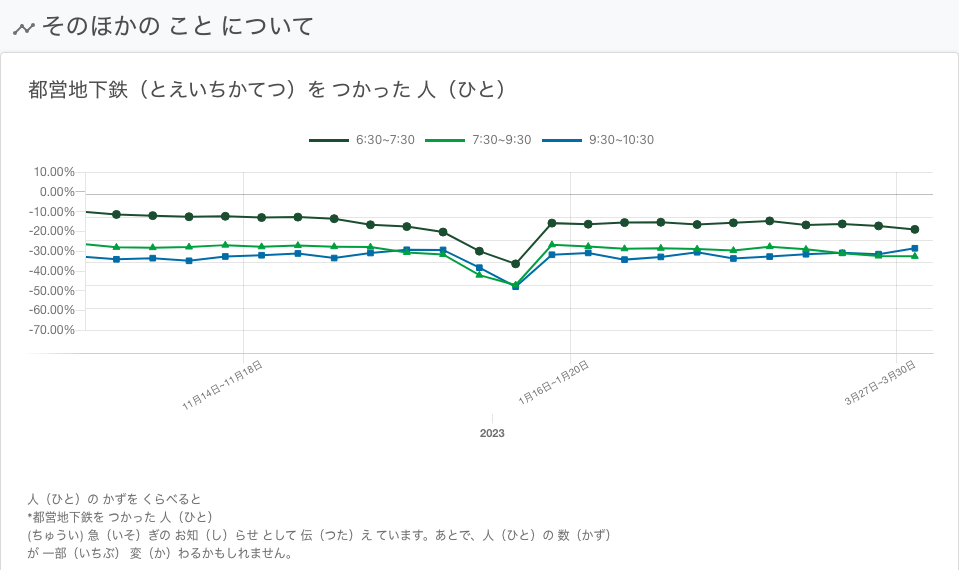 そのほかの こと について
都営地下鉄（とえいちかてつ）を つかった 人（ひと）
6:30~7:30 7:30~9:30 9:30~10:30
10.00%
0.00%
-10.00%
-20.00%
-30.00%
-40.00%
-50.00%
-60.00%
-70.00%
11月14日~11月18日 1月16日~1月20日 3月27日~3月30日
2023
人（ひと）の かずを くらべると
*都営地下鉄を つかった 人（ひと）
(ちゅうい) 急（いそ）ぎの お知（し）らせ として 伝（つた）え ています。あとで、人（ひと）の 数（かず）
が 一部（いちぶ） 変（か）わるかもしれません。